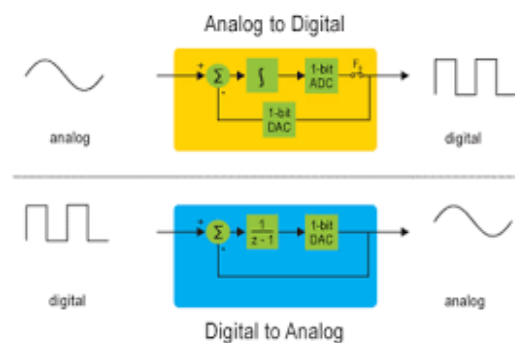 Analog to Digital
+
Σ
-
∫
1-bit
ADC
Fs
1-bit
DAC
analog
digital
+
Σ
-
1
z - 1
1-bit
DAC
digital
analog
Digital to Analog